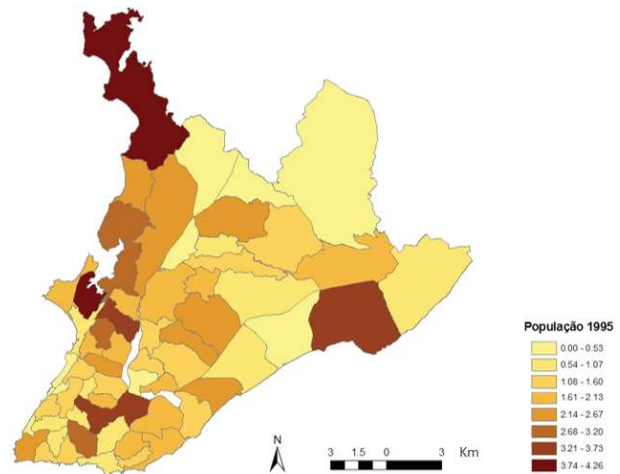 População 1995
0.00 - 0.53
0.54 - 1.07
1.08 - 1.60
1.61 - 2.13
2.14 - 2.67
2.68 - 3.20
3.21 - 3.73
3.74 - 4.26
N
3 1.5 0 3 Km